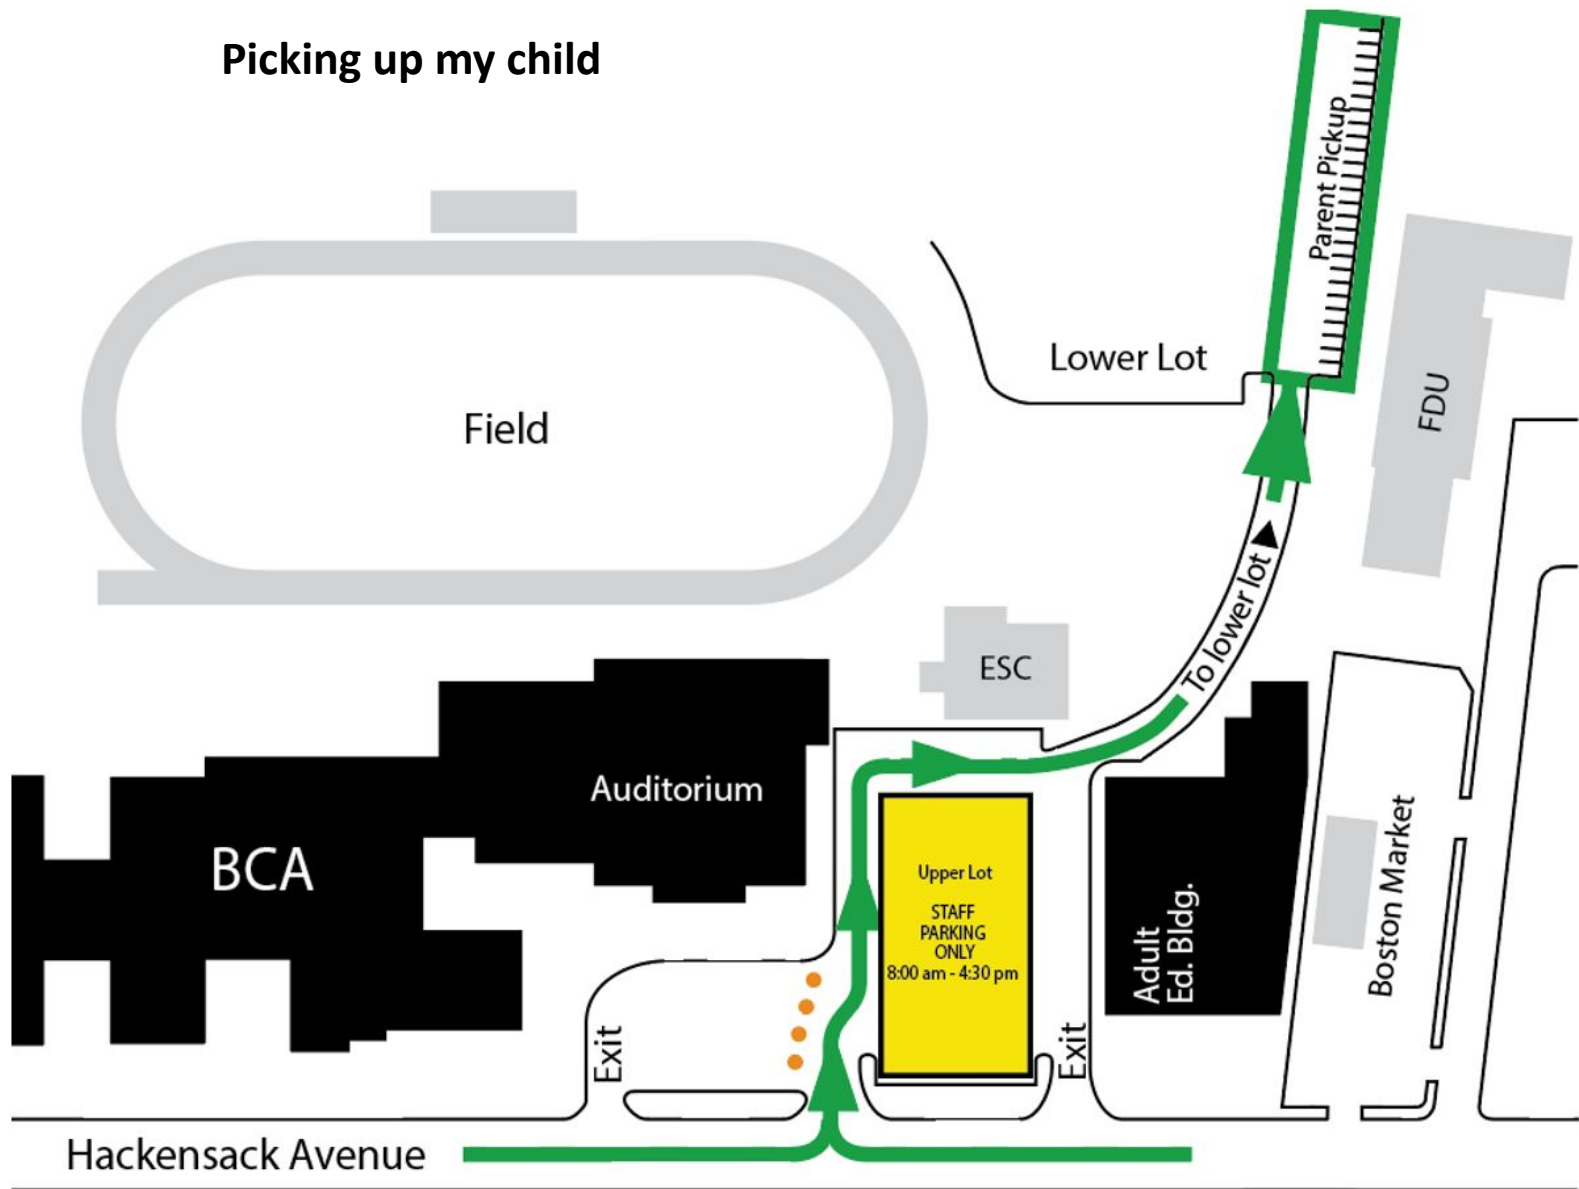 Picking up my child
Parent Pickup
Lower Lot
FDU
Field
To lower lot
ESC
Auditorium
BCA
Upper Lot
STAFF
PARKING
ONLY
8:00 am - 4:30 pm
Adult
Ed. Bldg.
Boston Market
Exit
Exit
Hackensack Avenue